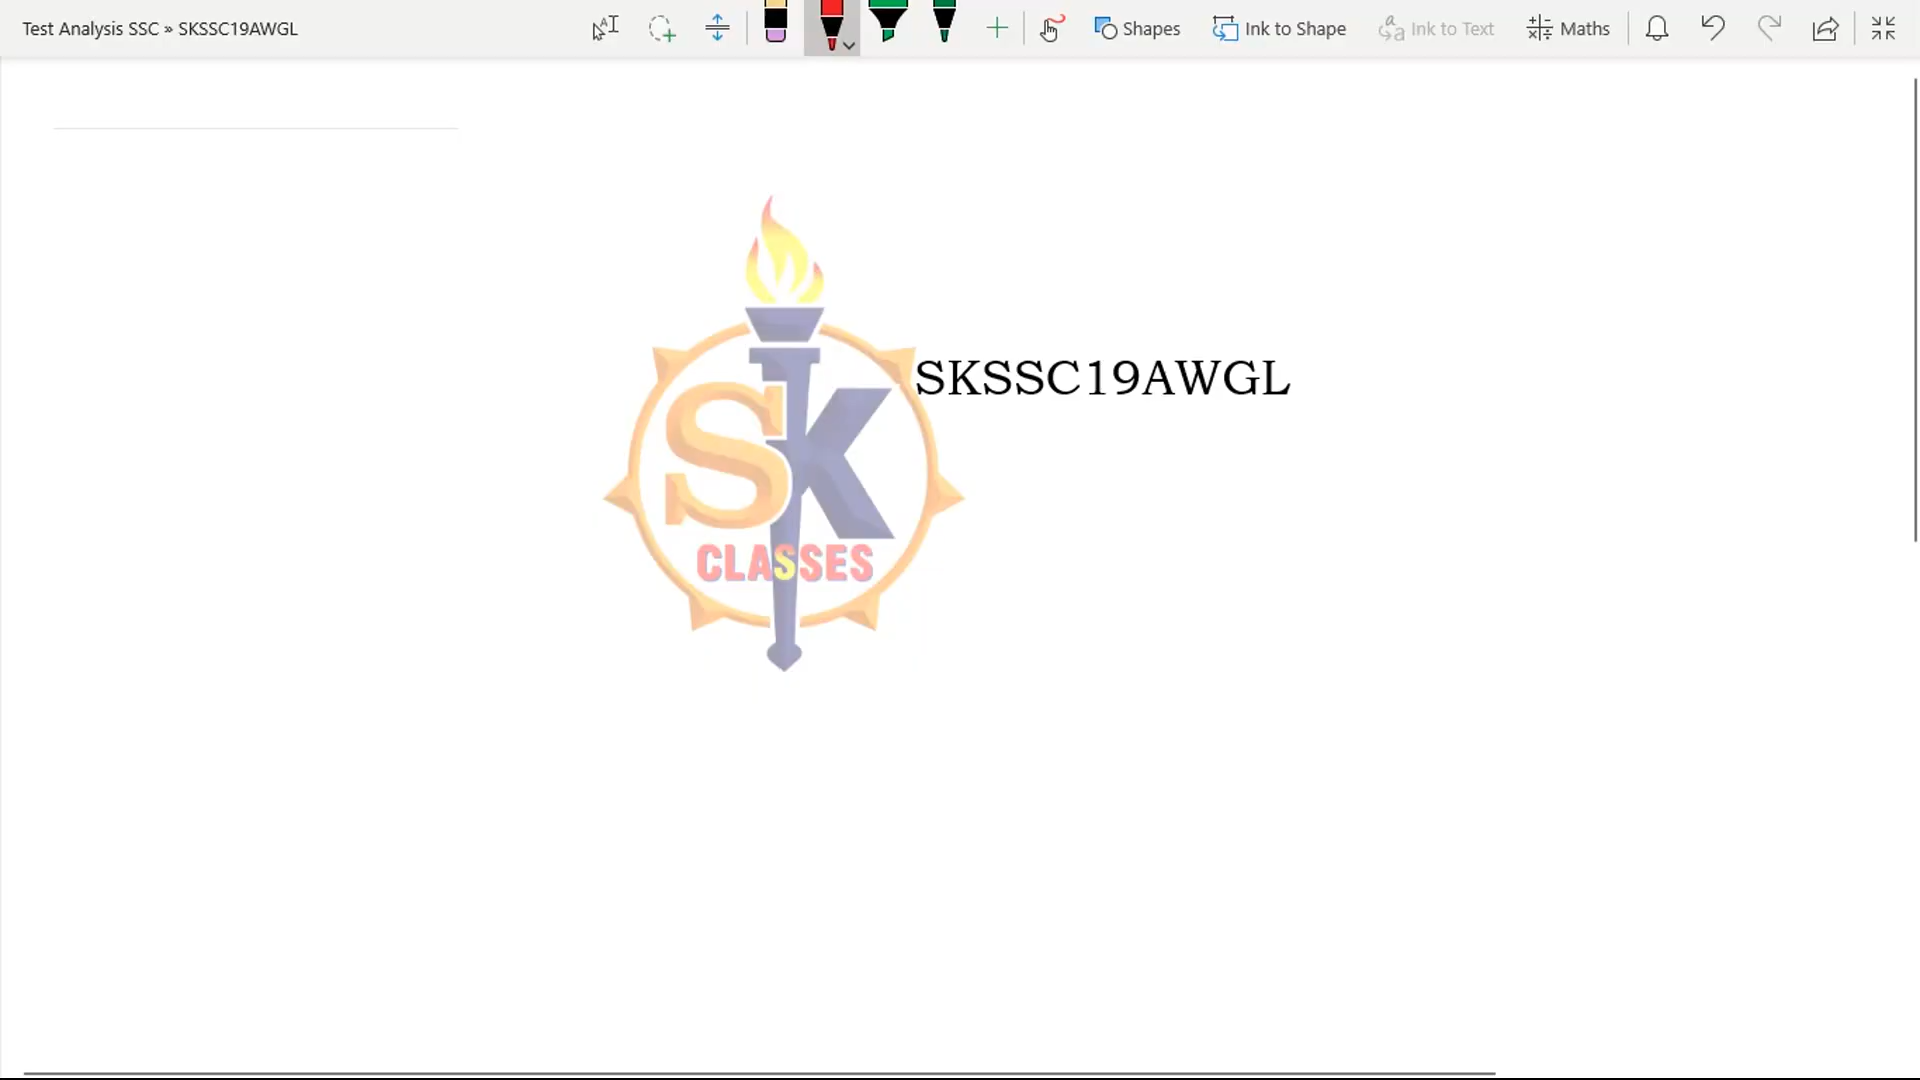 Test Analysis SSC » SKSSC19AWGL
Shapes
Ink to Shape
Ink to Text
Maths
SKSSC19AWGL
SK
CLASSES